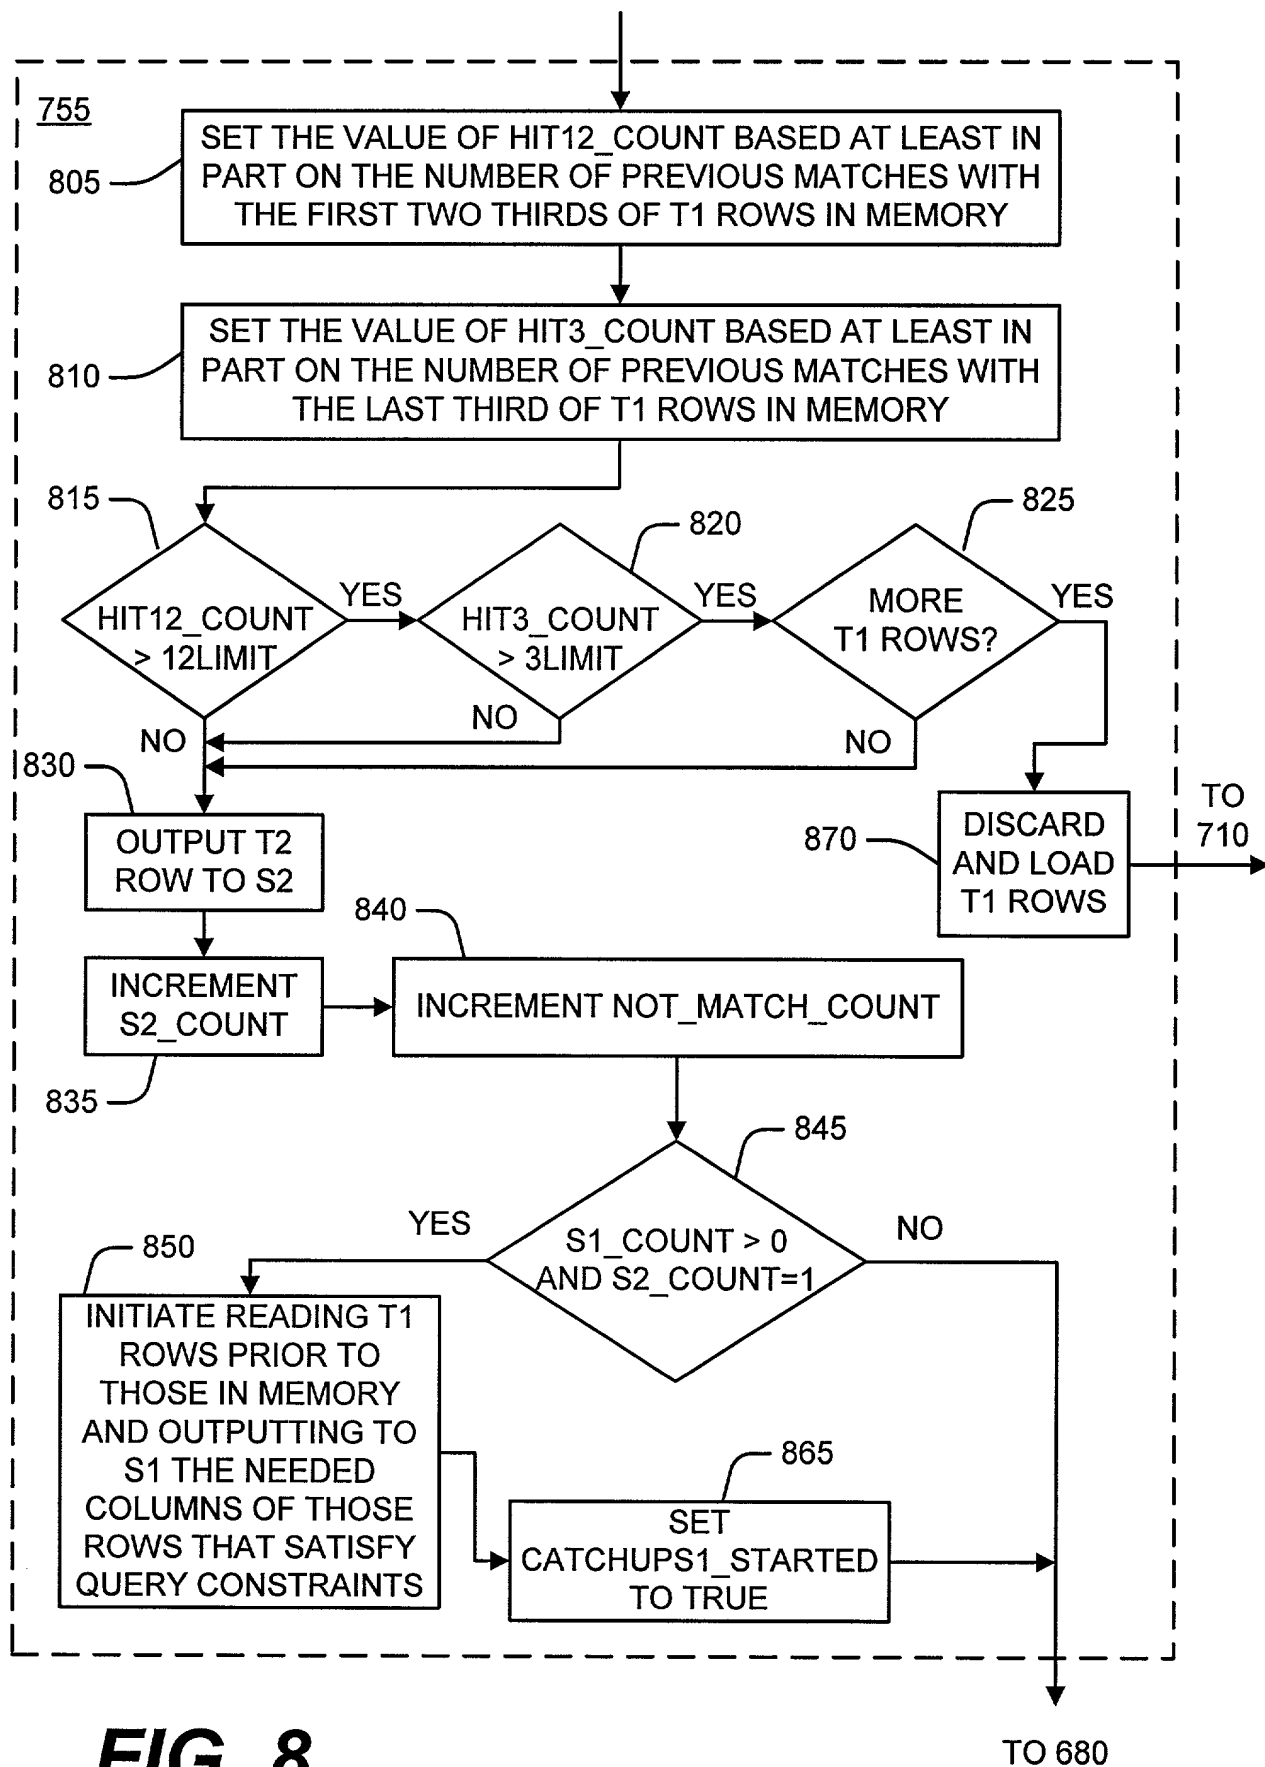 755
805
SET THE VALUE OF HIT12_COUNT BASED AT LEAST IN
PART ON THE NUMBER OF PREVIOUS MATCHES WITH
THE FIRST TWO THIRDS OF T1 ROWS IN MEMORY
810
SET THE VALUE OF HIT3_COUNT BASED AT LEAST IN
PART ON THE NUMBER OF PREVIOUS MATCHES WITH
THE LAST THIRD OF T1 ROWS IN MEMORY
815
HIT12_COUNT
> 12LIMIT
YES
NO
820
HIT3_COUNT
> 3LIMIT
YES
NO
825
MORE
T1 ROWS?
YES
NO
830
OUTPUT T2
ROW TO S2
870
DISCARD
AND LOAD
T1 ROWS
TO
710
835
INCREMENT
S2_COUNT
840
INCREMENT NOT_MATCH_COUNT
845
S1_COUNT > 0
AND S2_COUNT=1
YES
NO
850
INITIATE READING T1
ROWS PRIOR TO
THOSE IN MEMORY
AND OUTPUTTING TO
S1 THE NEEDED
COLUMNS OF THOSE
ROWS THAT SATISFY
QUERY CONSTRAINTS
865
SET
CATCHUPS1_STARTED
TO TRUE
TO 680
FIG. 8